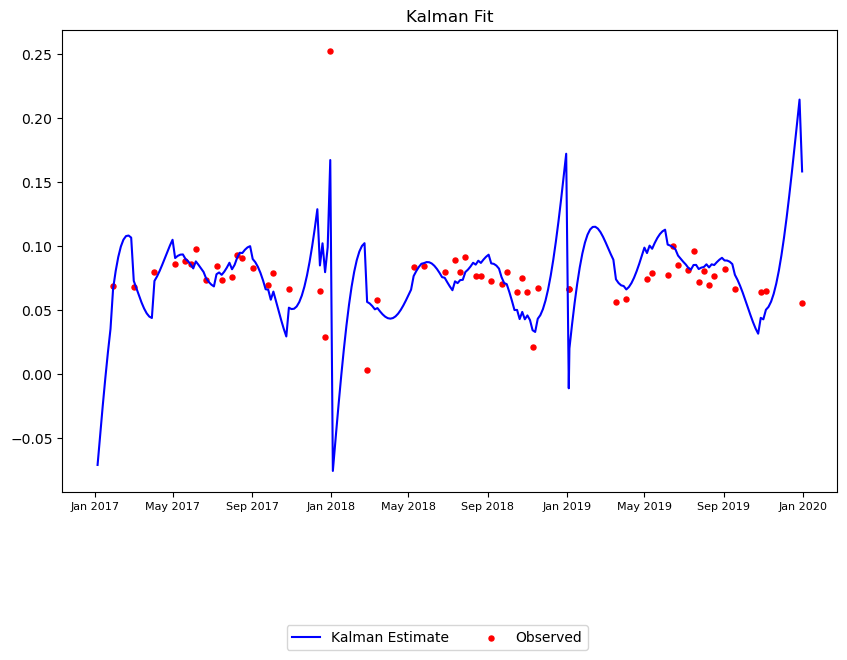 Kalman Fit
0.25
0.20
0.15
0.10
0.05
0.00
−0.05
Jan 2017 May 2017 Sep 2017 Jan 2018 May 2018 Sep 2018 Jan 2019 May 2019 Sep 2019 Jan 2020
Kalman Estimate Observed